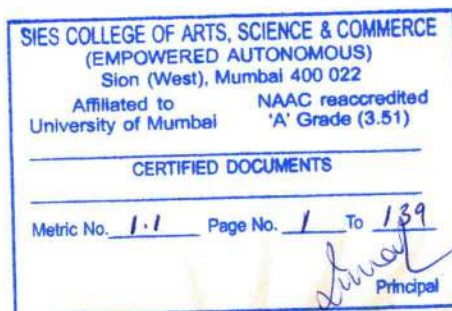 SIES COLLEGE OF ARTS, SCIENCE & COMMERCE
(EMPOWERED AUTONOMOUS)
Sion (West), Mumbai 400 022
Affiliated to NAAC reaccredited
University of Mumbai 'A' Grade (3.51)
CERTIFIED DOCUMENTS
Metric No. 1.1 Page No. 1 To 139
Principal